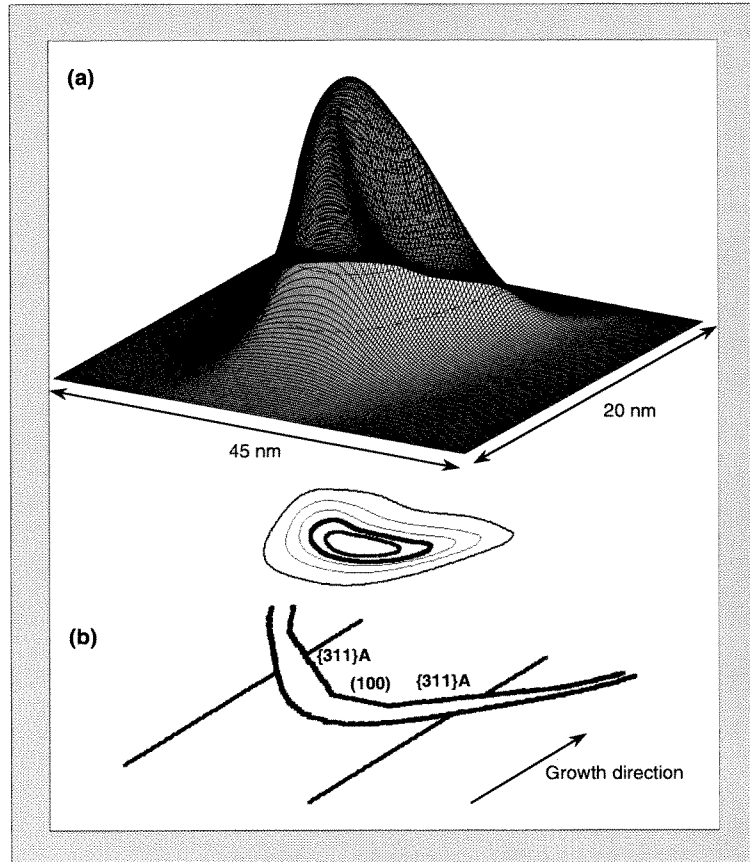 (a)
20 nm
45 nm
(b)
{311}A
(100)
{311}A
Growth direction